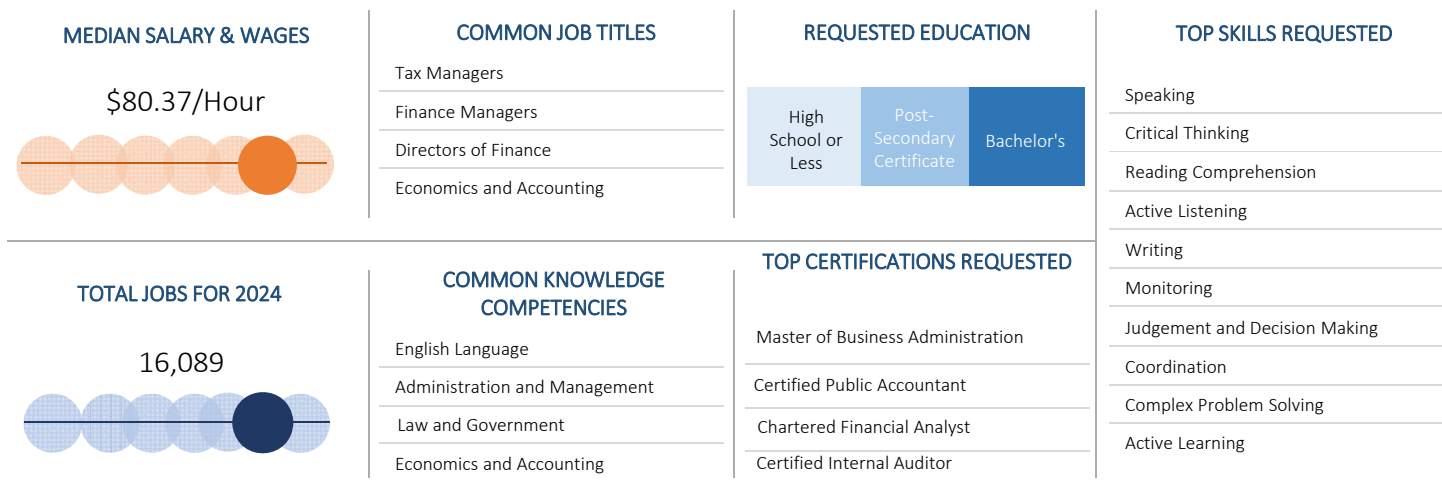 MEDIAN SALARY & WAGES
$80.37/Hour
COMMON JOB TITLES
Tax Managers
Finance Managers
Directors of Finance
Economics and Accounting
REQUESTED EDUCATION
High
School or
Less
Post-
Secondary
Certificate
Bachelor's
TOP SKILLS REQUESTED
Speaking
Critical Thinking
Reading Comprehension
Active Listening
Writing
Monitoring
Judgement and Decision Making
Coordination
Complex Problem Solving
Active Learning
TOTAL JOBS FOR 2024
16,089
COMMON KNOWLEDGE
COMPETENCIES
English Language
Administration and Management
Law and Government
Economics and Accounting
TOP CERTIFICATIONS REQUESTED
Master of Business Administration
Certified Public Accountant
Chartered Financial Analyst
Certified Internal Auditor